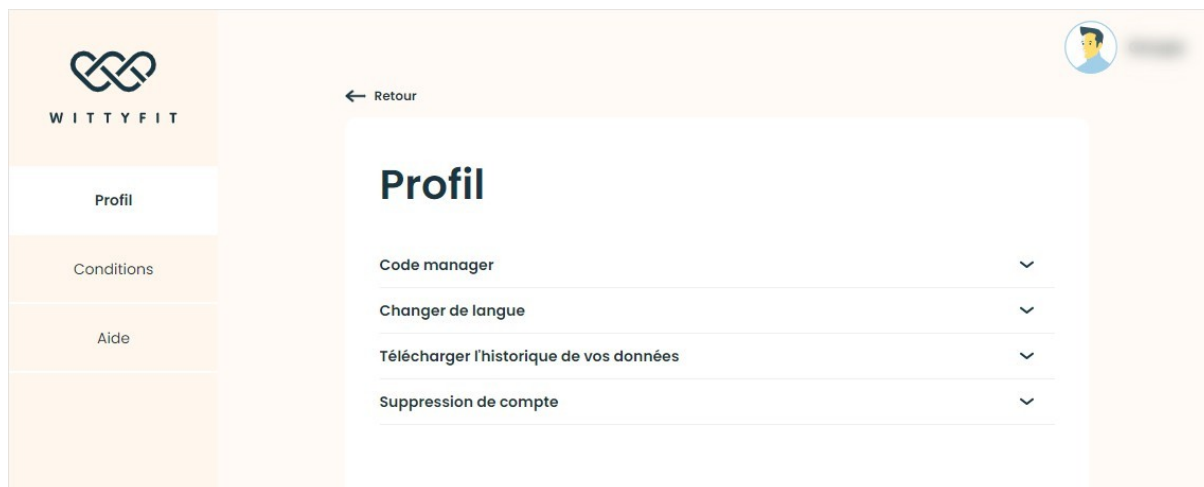 WITTYFIT
Retour
Profil
Profil
Code manager
Conditions
Changer de langue
Aide
Télécharger l'historique de vos données
Suppression de compte